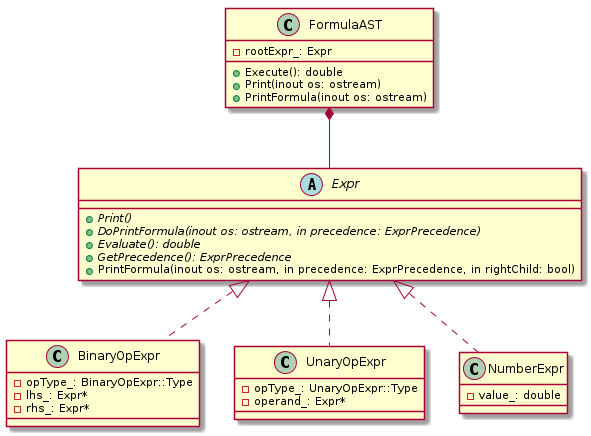 C FormulaAST
rootExpr_: Expr
Execute(): double
Print(inout os: ostream)
PrintFormula(inout os: ostream)
A Expr
Print()
DoPrintFormula(inout os: ostream, in precedence: ExprPrecedence)
Evaluate(): double
GetPrecedence(): ExprPrecedence
PrintFormula(inout os: ostream, in precedence: ExprPrecedence, in rightChild: bool)
C BinaryOpExpr
opType_: BinaryOpExpr::Type
lhs_: Expr*
rhs_: Expr*
C UnaryOpExpr
opType_: UnaryOpExpr::Type
operand_: Expr*
C NumberExpr
value_: double